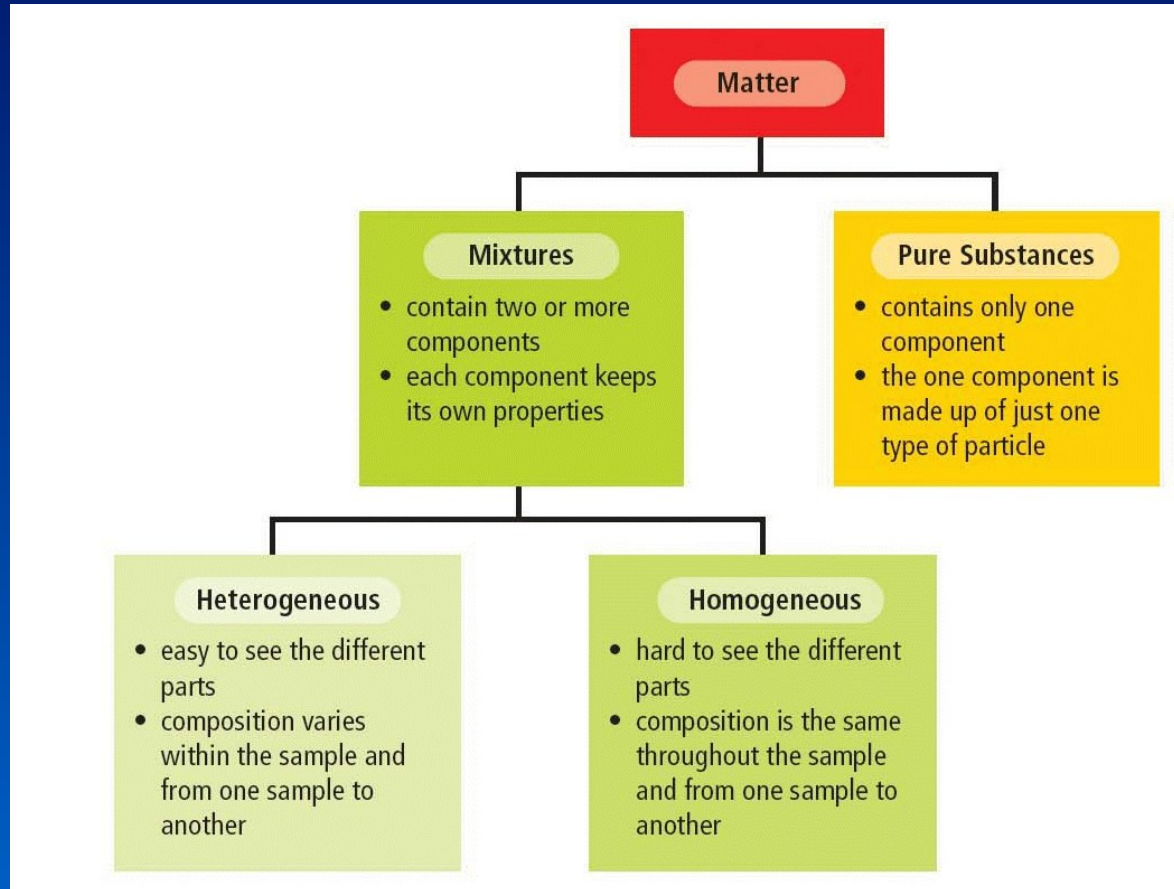 Matter
Mixtures
• contain two or more
components
• each component keeps
its own properties
Pure Substances
• contains only one
component
• the one component is
made up of just one
type of particle
Heterogeneous
• easy to see the different
parts
• composition varies
within the sample and
from one sample to
another
Homogeneous
• hard to see the different
parts
• composition is the same
throughout the sample
and from one sample to
another